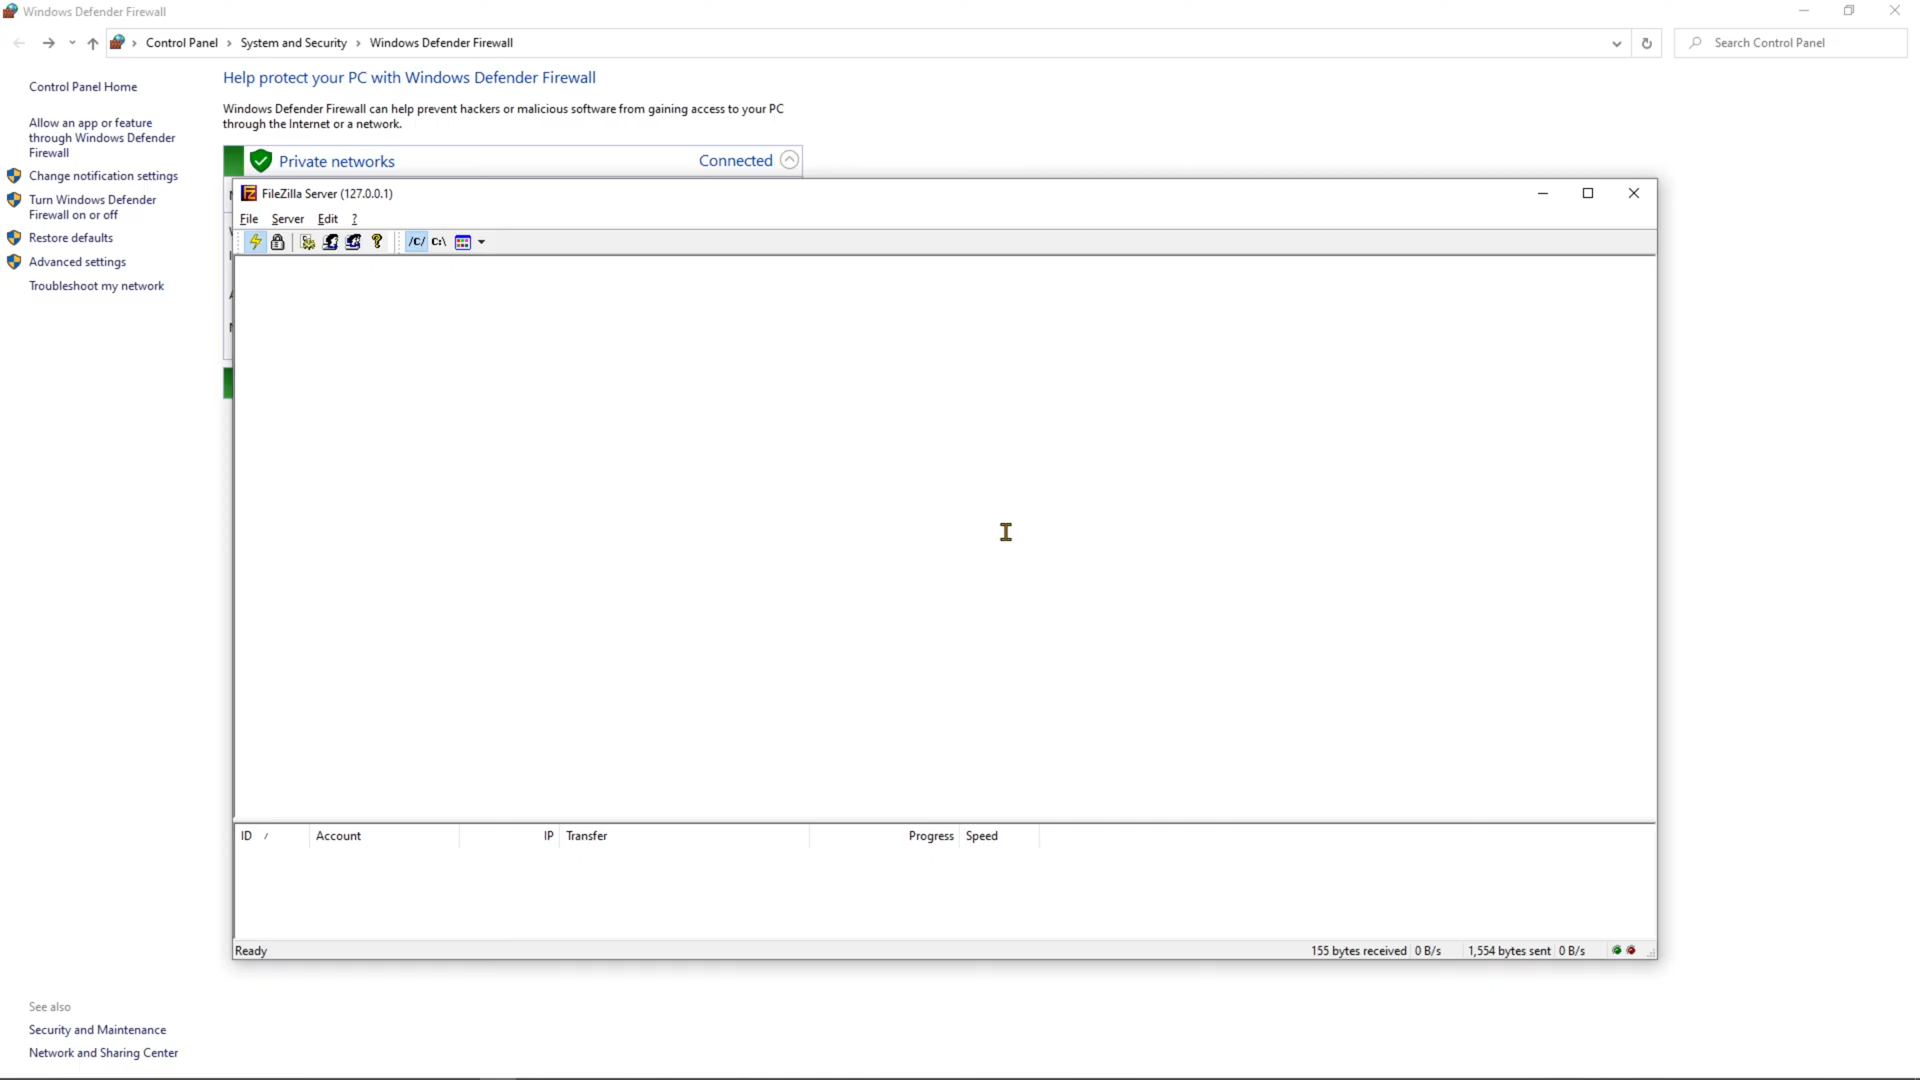 Windows Defender Firewall
Control Panel › System and Security › Windows Defender Firewall
Search Control Panel
Control Panel Home
Allow an app or feature
through Windows Defender
Firewall
Change notification settings
Turn Windows Defender
Firewall on or off
Restore defaults
Advanced settings
Troubleshoot my network
Help protect your PC with Windows Defender Firewall
Windows Defender Firewall can help prevent hackers or malicious software from gaining access to your PC
through the Internet or a network.
Private networks Connected
FileZilla Server (127.0.0.1)
File Server Edit ?
/C/ C:\
ID / Account IP Transfer Progress Speed
Ready 155 bytes received 0 B/s 1,554 bytes sent 0 B/s
See also
Security and Maintenance
Network and Sharing Center